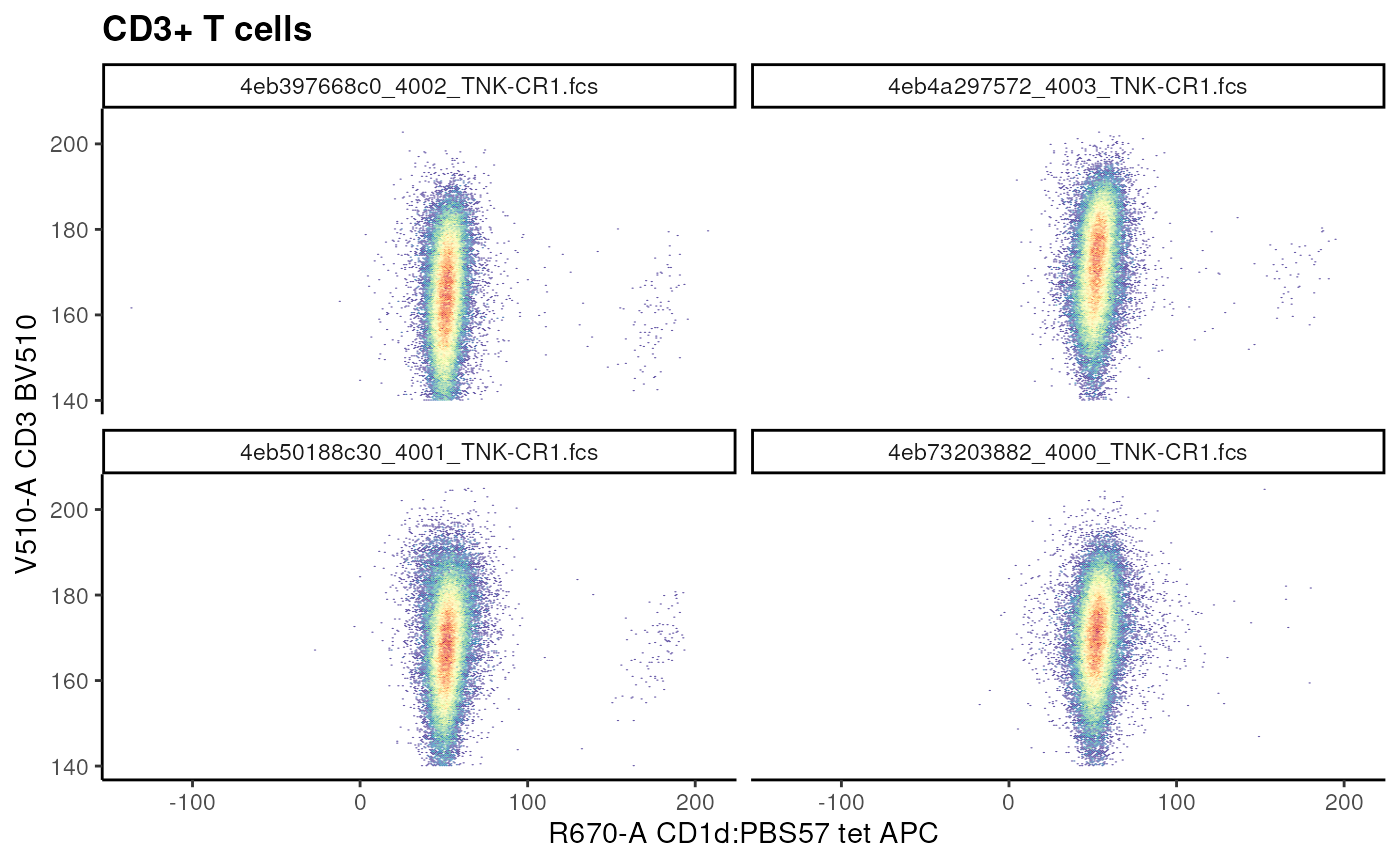 CD3+ T cells
4eb397668c0_4002_TNK-CR1.fcs
4eb4a297572_4003_TNK-CR1.fcs
200
180
160
140
V510-A CD3 BV510
4eb50188c30_4001_TNK-CR1.fcs
4eb73203882_4000_TNK-CR1.fcs
200
180
160
140
-100 0 100 200
-100 0 100 200
R670-A CD1d:PBS57 tet APC